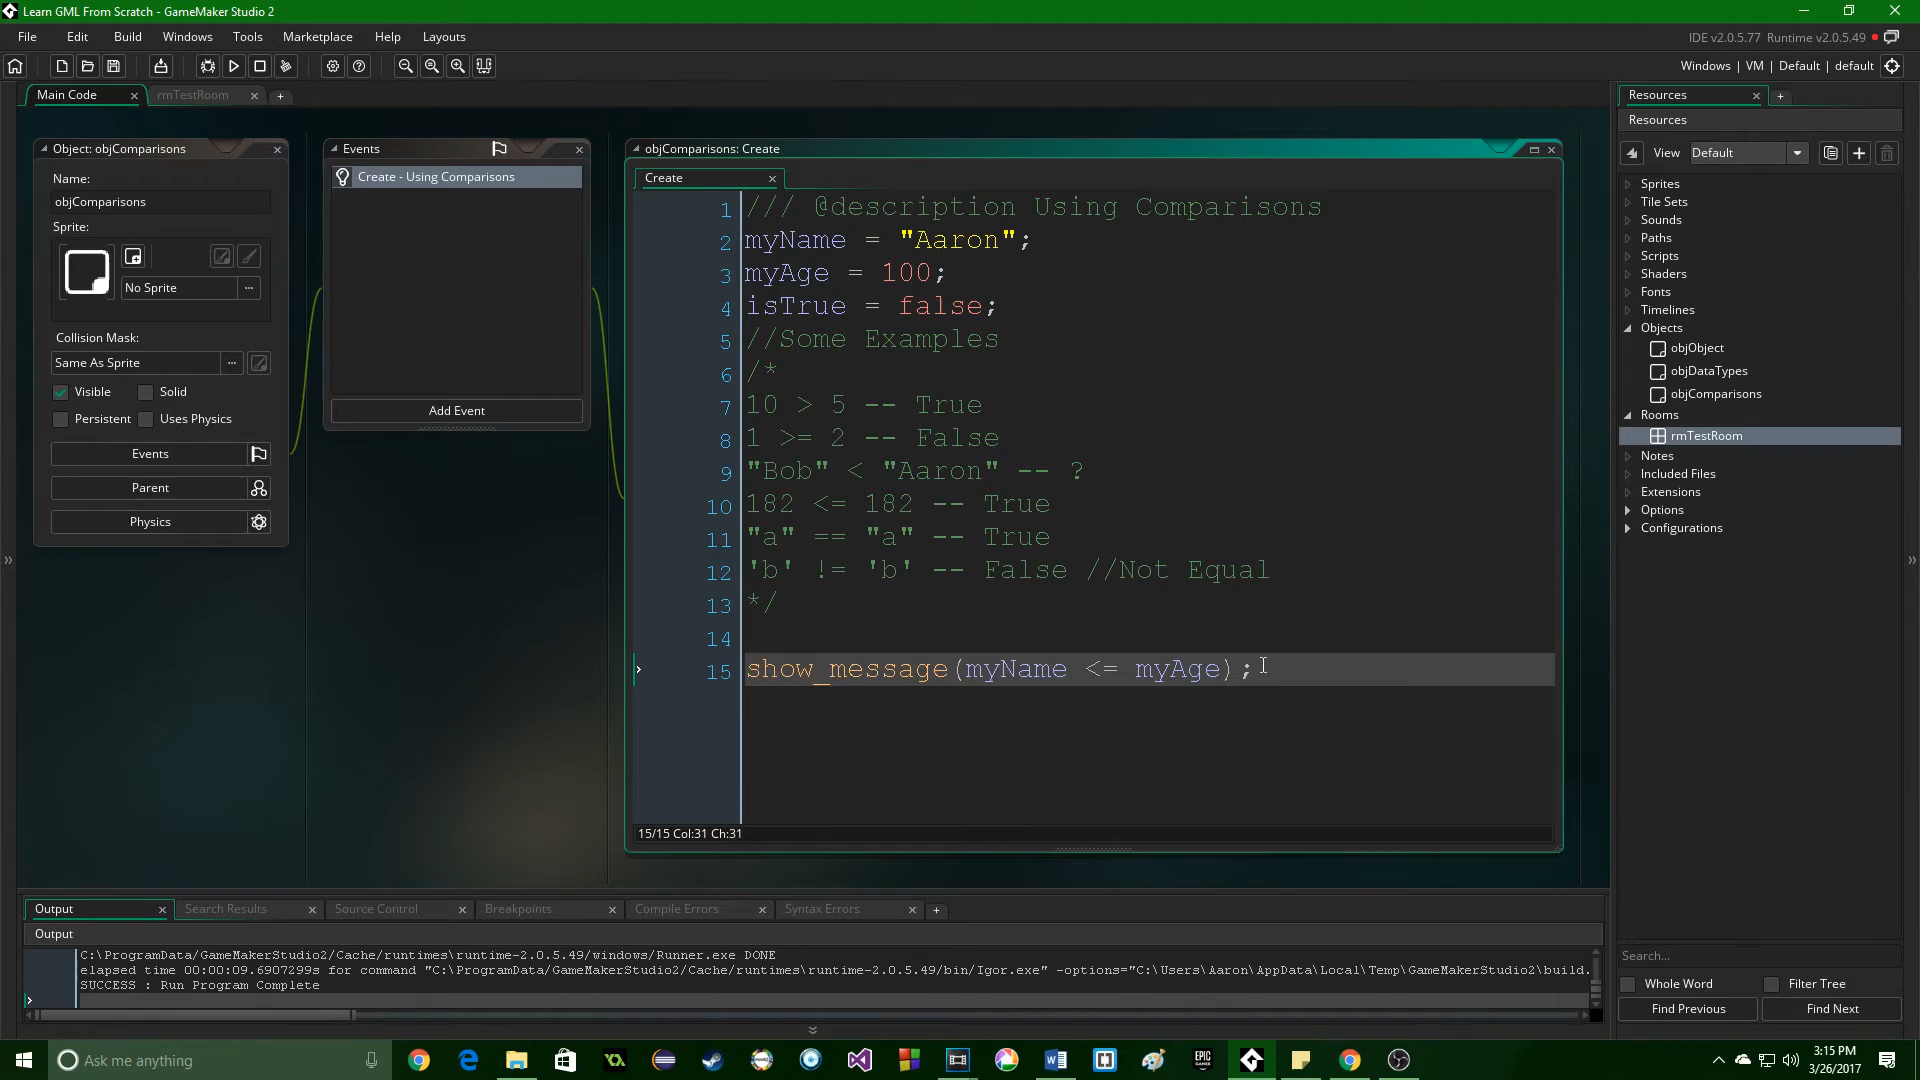 Learn GML From Scratch - GameMaker Studio 2
File Edit Build Windows Tools Marketplace Help Layouts
IDE v2.0.5.77 Runtime v2.0.5.49
Windows | VM | Default | default
Main Code
rmTestRoom
Object: objComparisons
Name:
objComparisons
Sprite:
No Sprite
Collision Mask:
Same As Sprite
Visible Solid
Persistent Uses Physics
Events
Parent
Physics
Events
Create - Using Comparisons
Add Event
objComparisons: Create
Create
1 /// @description Using Comparisons
2 myName = "Aaron";
3 myAge = 100;
4 isTrue = false;
5 //Some Examples
6 /*
7 10 > 5 -- True
8 1 >= 2 -- False
9 "Bob" < "Aaron" -- ?
10 182 <= 182 -- True
11 "a" == "a" -- True
12 'b' != 'b' -- False //Not Equal
13 */
14
15 show_message(myName <= myAge);
15/15 Col:31 Ch:31
Resources
Resources
View Default
Sprites
Tile Sets
Sounds
Paths
Scripts
Shaders
Fonts
Timelines
Objects
objObject
objDataTypes
objComparisons
Rooms
rmTestRoom
Notes
Included Files
Extensions
Options
Configurations
Search...
Whole Word Filter Tree
Find Previous Find Next
Output Search Results Source Control Breakpoints Compile Errors Syntax Errors
Output
C:\ProgramData/GameMakerStudio2/Cache/runtimes\runtime-2.0.5.49/windows/Runner.exe DONE
elapsed time 00:00:09.6907299s for command "C:\ProgramData/GameMakerStudio2/Cache/runtimes\runtime-2.0.5.49/bin/Igor.exe" -options="C:\Users\Aaron\AppData\Local\Temp\GameMakerStudio2\build.
SUCCESS : Run Program Complete
Ask me anything
EPIC GAMES
3:15 PM
3/26/2017